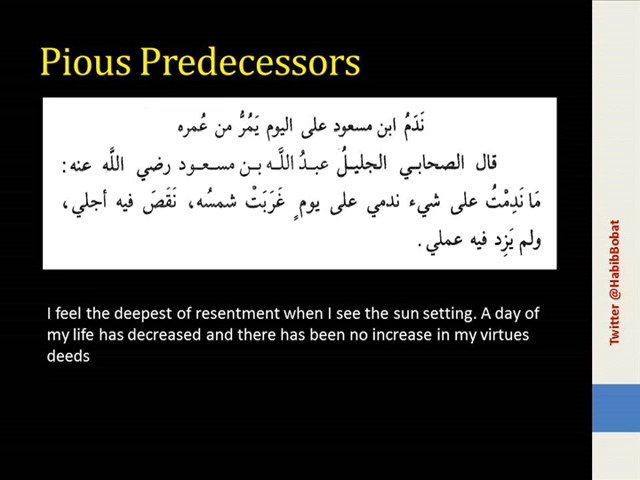 Pious Predecessors
نَدَمُ ابن مسعود على اليوم يَمُرُّ من عُمره
قال الصحابي الجليلُ عبدُ اللَّه بن مسعود رضي اللَّه عنه :
مَا نَدِمْتُ على شيء ندمي على يومٍ غَرَبَتْ شمسُه، نَقَصَ فيه أجلي،
ولم يَزِد فيه عملي .
I feel the deepest of resentment when I see the sun setting. A day of
my life has decreased and there has been no increase in my virtues
deeds
Twitter @HabibBobat